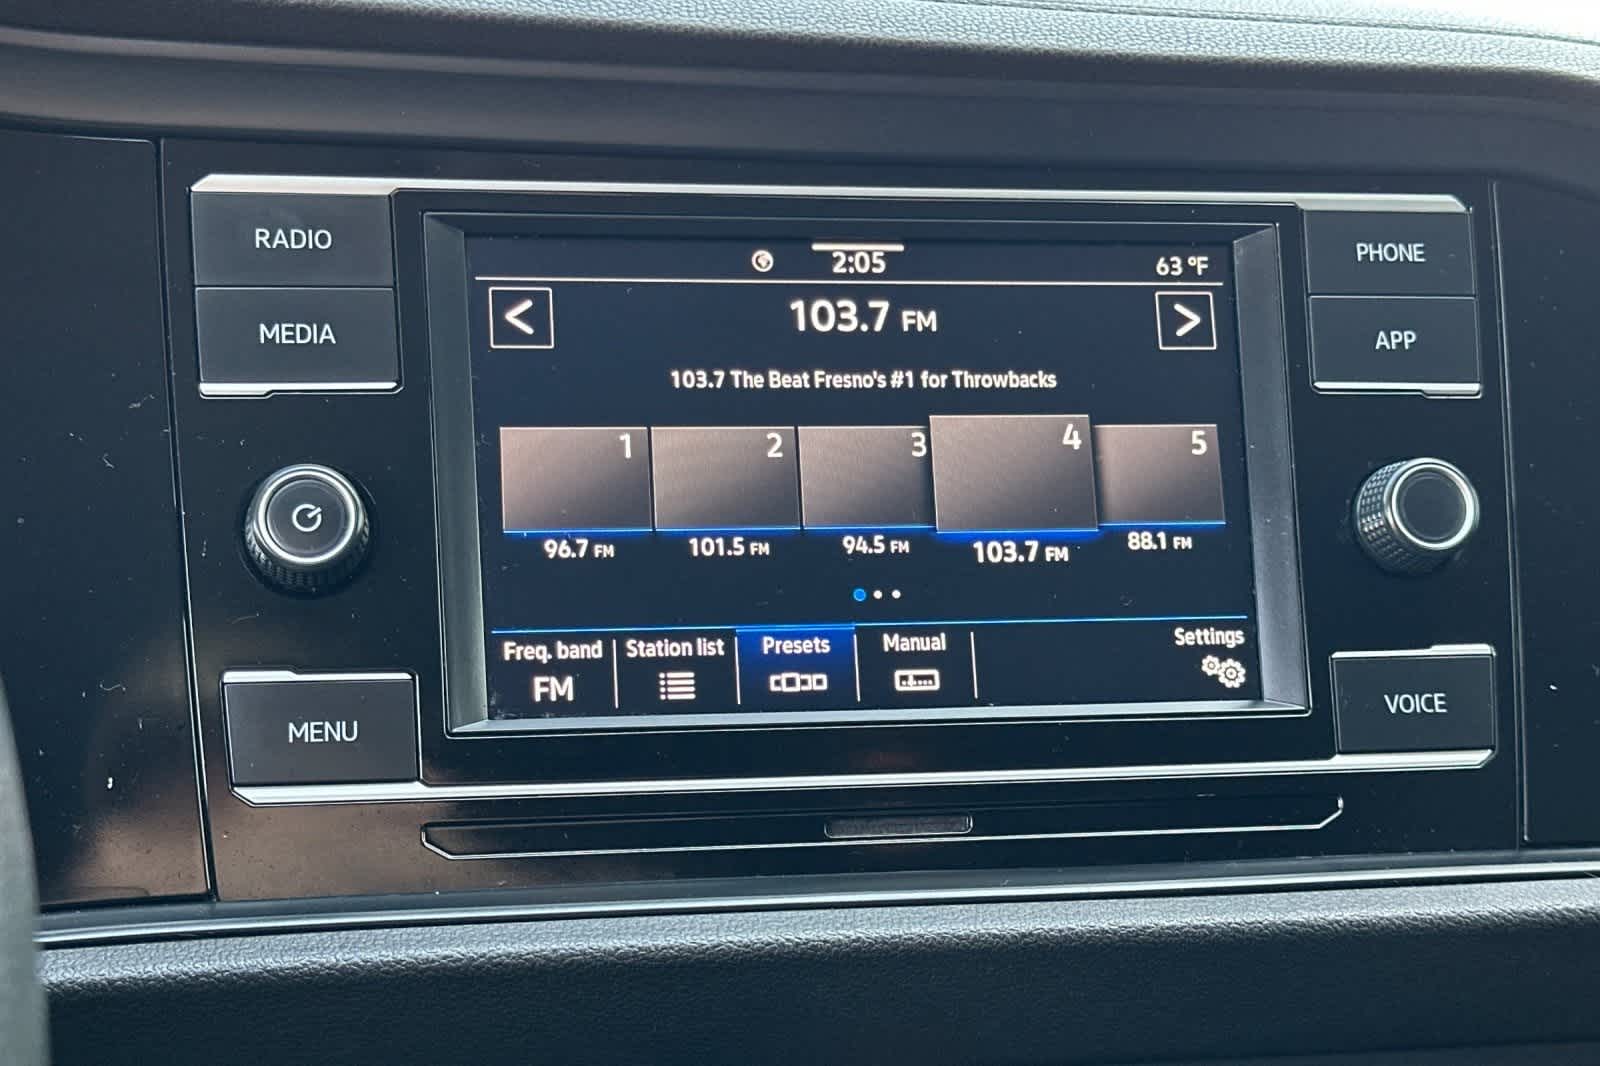 RADIO
MEDIA
MENU
2:05
63 °F
<
103.7 FM
>
103.7 The Beat Fresno's #1 for Throwbacks
1
2
3
4
5
96.7 FM
101.5 FM
94.5 FM
103.7 FM
88.1 FM
Freq. band
FM
Station list
Presets
Manual
Settings
PHONE
APP
VOICE